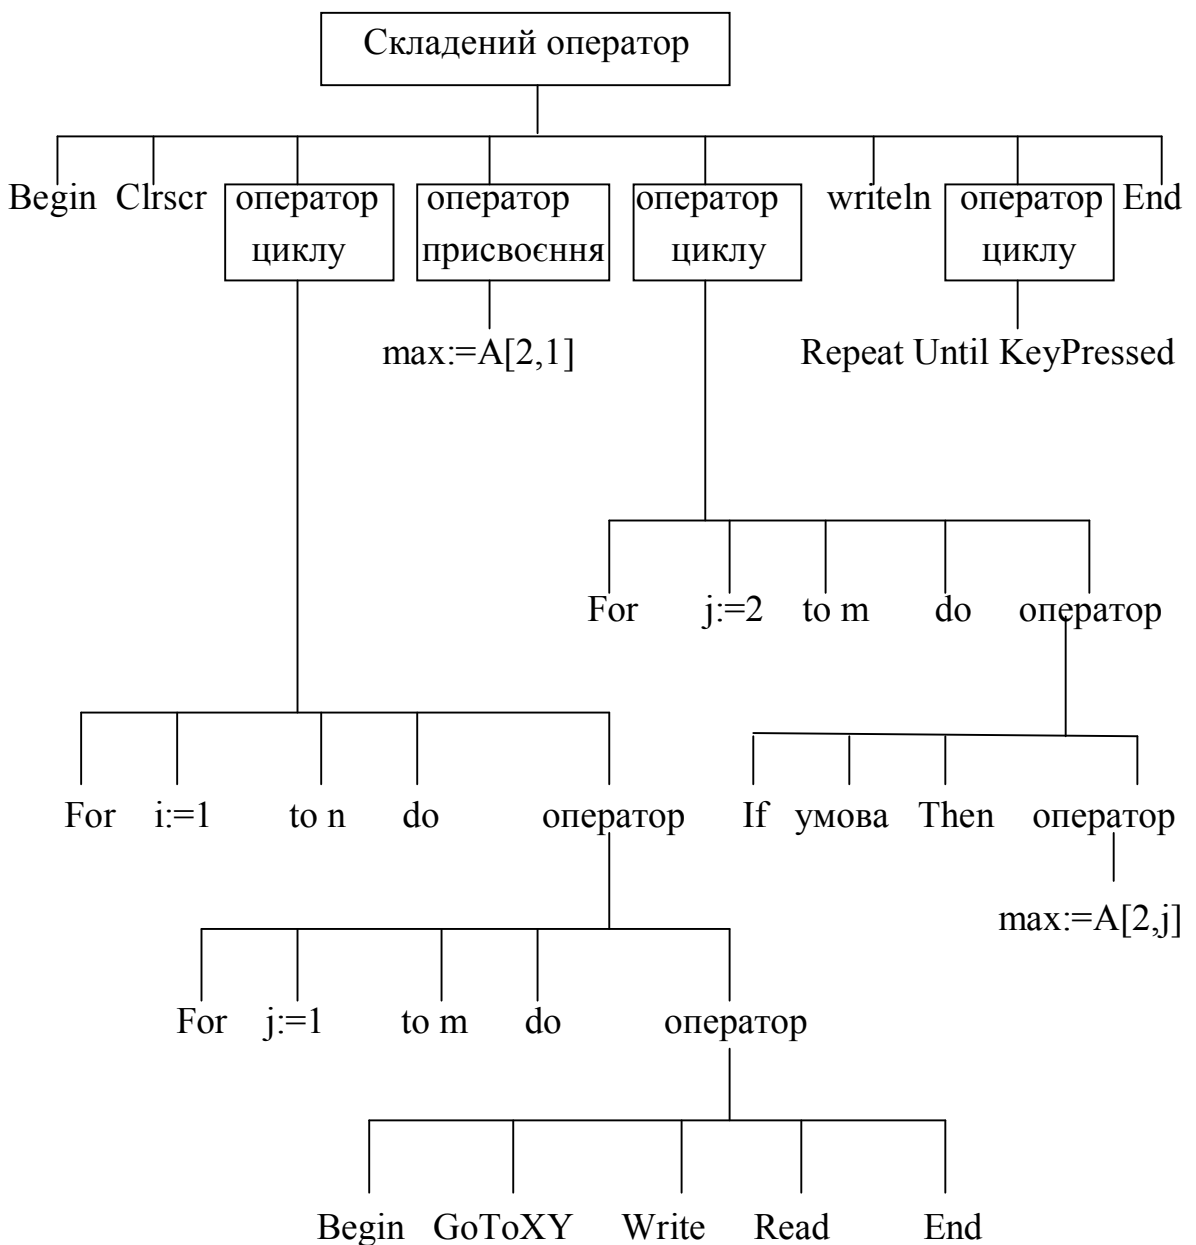 Складений оператор
Begin Clrscr оператор циклу оператор присвоєння оператор циклу writeln оператор циклу End
max:=A[2,1] Repeat Until KeyPressed
For j:=2 to m do оператор
For i:=1 to n do оператор If умова Then оператор
max:=A[2,j]
For j:=1 to m do оператор
Begin GoToXY Write Read End